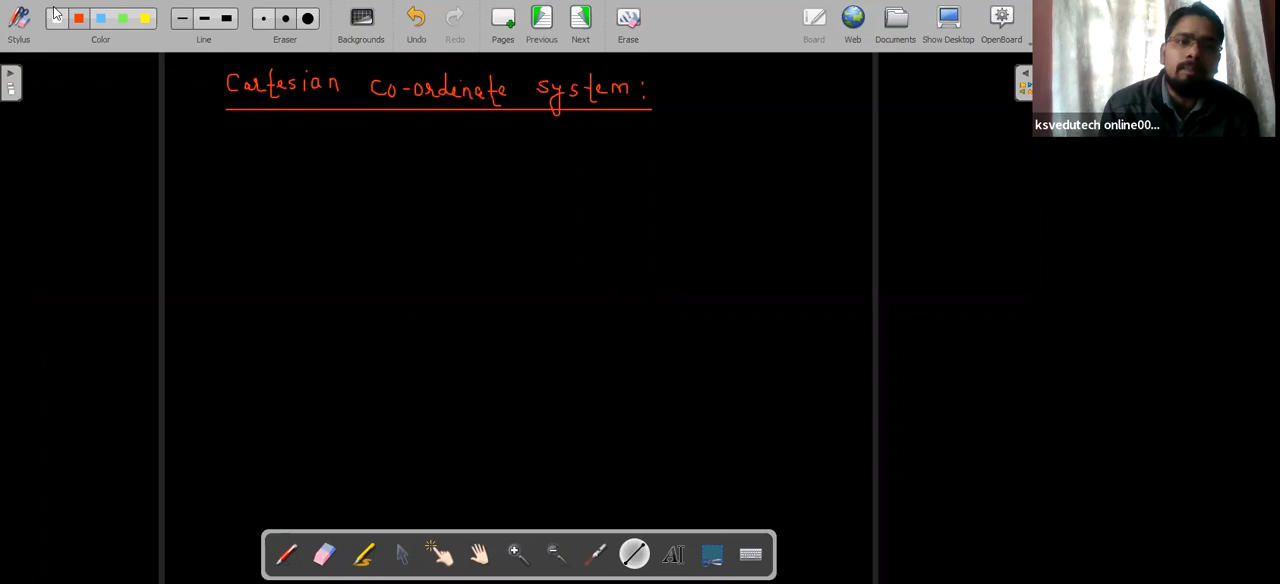 Stylus Color Line Eraser Backgrounds Undo Redo Pages Previous Next Erase Board Web Documents Show Desktop OpenBoard
Cartesian Co-ordinate system:
ksvedutech online00...
AI